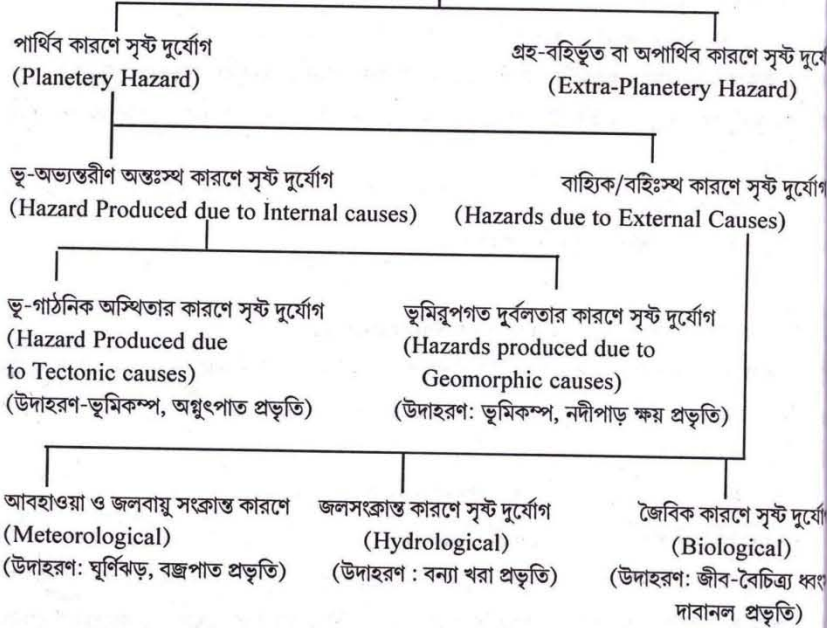 পার্থিব কারণে সৃষ্ট দুর্যোগ
(Planetery Hazard)
গ্রহ-বহির্ভূত বা অপার্থিব কারণে সৃষ্ট
(Extra-Planetery Hazard)
ভূ-অভ্যন্তরীণ অন্তঃস্থ কারণে সৃষ্ট দুর্যোগ
(Hazard Produced due to Internal causes)
বাহ্যিক/বহিঃস্থ কারণে সৃষ্ট দুর্যোগ
(Hazards due to External Causes)
ভূ-গাঠনিক অস্থিতার কারণে সৃষ্ট দুর্যোগ
(Hazard Produced due
to Tectonic causes)
(উদাহরণ-ভূমিকম্প, অগ্নুৎপাত প্রভৃতি)
ভূমিরূপগত দুর্বলতার কারণে সৃষ্ট দুর্যোগ
(Hazards produced due to
Geomorphic causes)
(উদাহরণ: ভূমিকম্প, নদীপাড় ক্ষয় প্রভৃতি)
আবহাওয়া ও জলবায়ু সংক্রান্ত কারণে
(Meteorological)
(উদাহরণ: ঘূর্ণিঝড়, বজ্রপাত প্রভৃতি)
জলসংক্রান্ত কারণে সৃষ্ট দুর্যোগ
(Hydrological)
(উদাহরণ : বন্যা খরা প্রভৃতি)
জৈবিক কারণে সৃষ্ট
(Biological)
(উদাহরণ: জীব-বৈচিত্র্য
দাবানল প্রভৃতি)